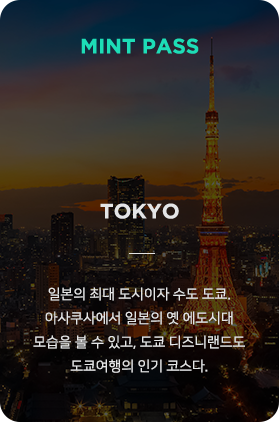 MINT PASS
TOKYO
일본의 최대 도시이자 수도 도쿄.
아사쿠사에서 일본의 옛 에도시대
모습을 볼 수 있고, 도쿄 디즈니랜드도
도쿄여행의 인기 코스다.